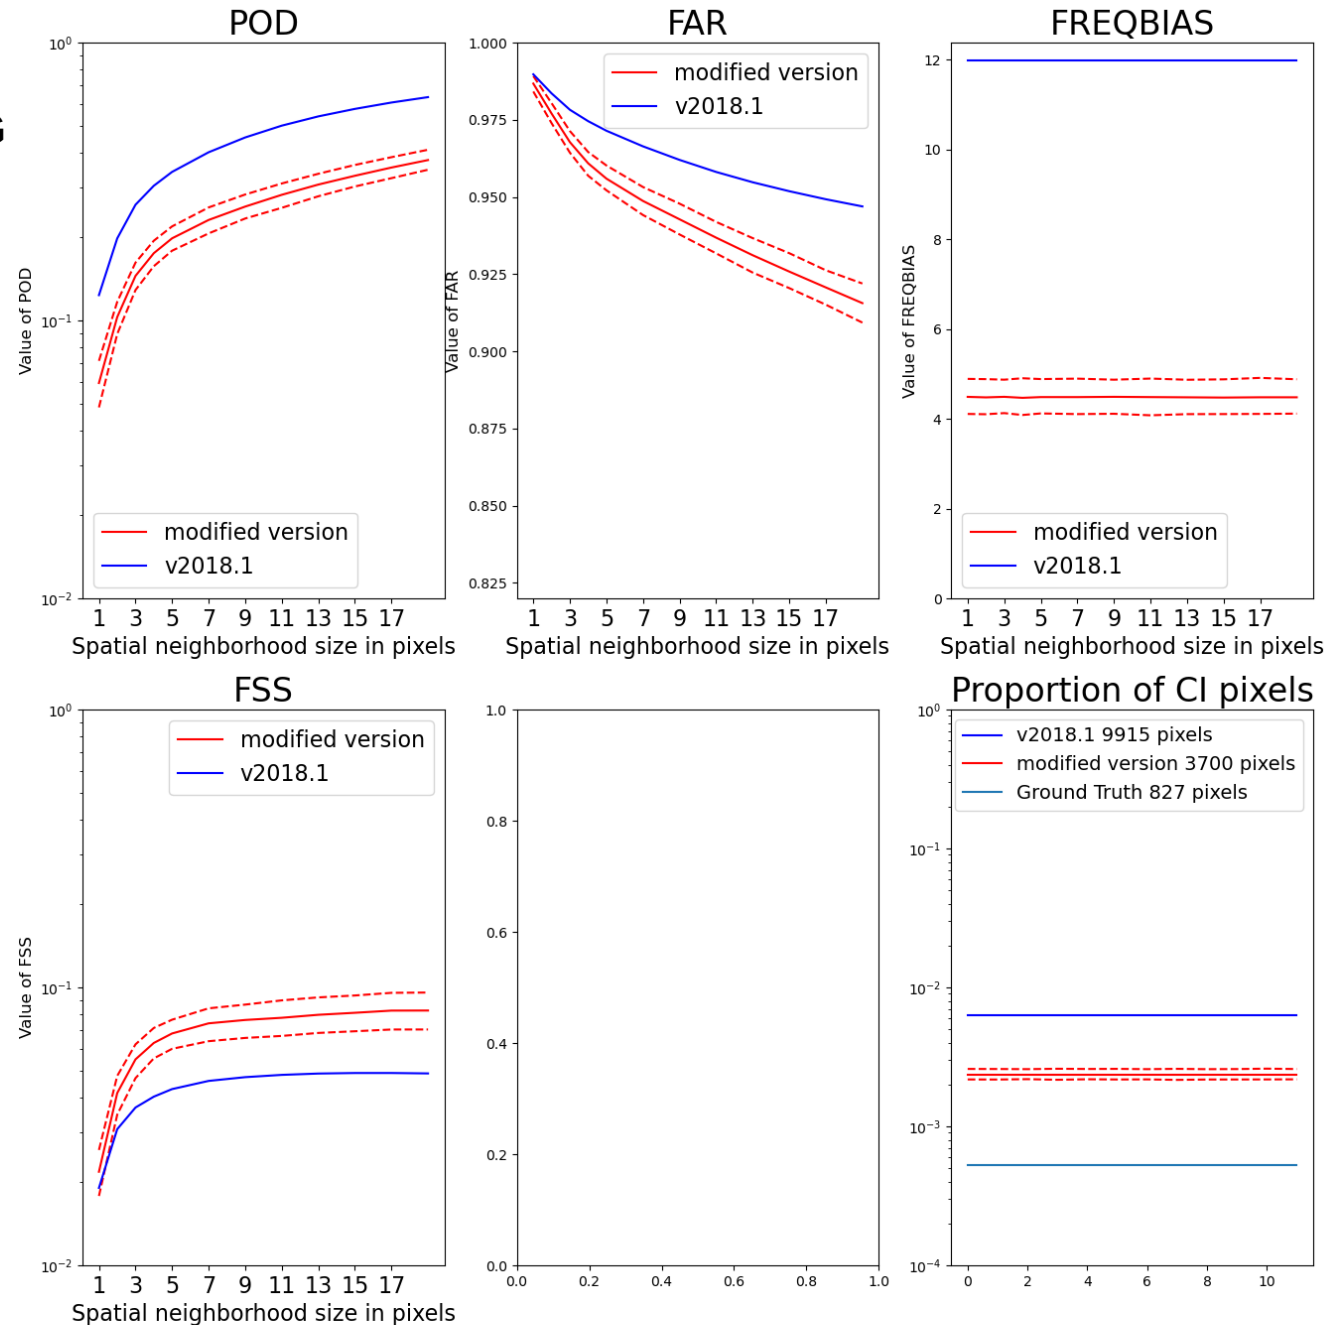 POD
10^0
10^-1
10^-2
Value of POD
modified version
v2018.1
1 3 5 7 9 11 13 15 17
Spatial neighborhood size in pixels
FAR
1.000
0.975
0.950
0.925
0.900
0.875
0.850
0.825
Value of FAR
modified version
v2018.1
1 3 5 7 9 11 13 15 17
Spatial neighborhood size in pixels
FREQBIAS
12
10
8
6
4
2
0
Value of FREQBIAS
modified version
v2018.1
1 3 5 7 9 11 13 15 17
Spatial neighborhood size in pixels
FSS
10^0
10^-1
10^-2
Value of FSS
modified version
v2018.1
1 3 5 7 9 11 13 15 17
Spatial neighborhood size in pixels
1.0
0.8
0.6
0.4
0.2
0.0
0.0 0.2 0.4 0.6 0.8 1.0
Proportion of CI pixels
10^0
10^-1
10^-2
10^-3
10^-4
v2018.1 9915 pixels
modified version 3700 pixels
Ground Truth 827 pixels
0 2 4 6 8 10